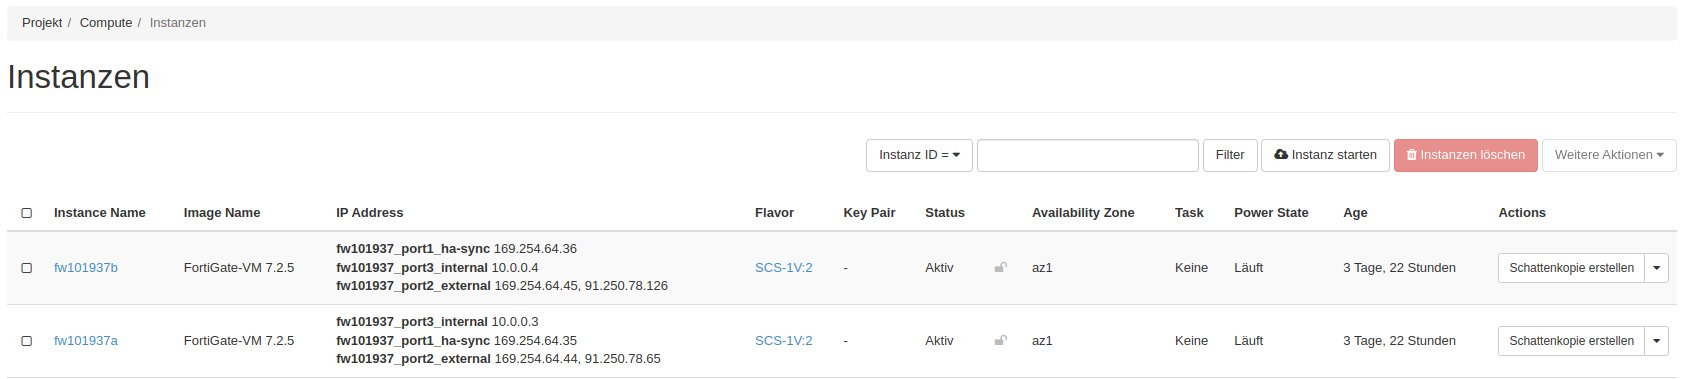 Projekt / Compute / Instanzen
Instanzen
Instanz ID = Filter Instanz starten Instanzen löschen Weitere Aktionen
Instance Name Image Name IP Address Flavor Key Pair Status Availability Zone Task Power State Age Actions
fw101937_port1_ha-sync 169.254.64.36
fw101937b FortiGate-VM 7.2.5 fw101937_port3_internal 10.0.0.4 SCS-1V:2 - Aktiv az1 Keine Läuft 3 Tage, 22 Stunden Schattenkopie erstellen
fw101937_port2_external 169.254.64.45, 91.250.78.126
fw101937_port3_internal 10.0.0.3
fw101937a FortiGate-VM 7.2.5 fw101937_port1_ha-sync 169.254.64.35 SCS-1V:2 - Aktiv az1 Keine Läuft 3 Tage, 22 Stunden Schattenkopie erstellen
fw101937_port2_external 169.254.64.44, 91.250.78.65